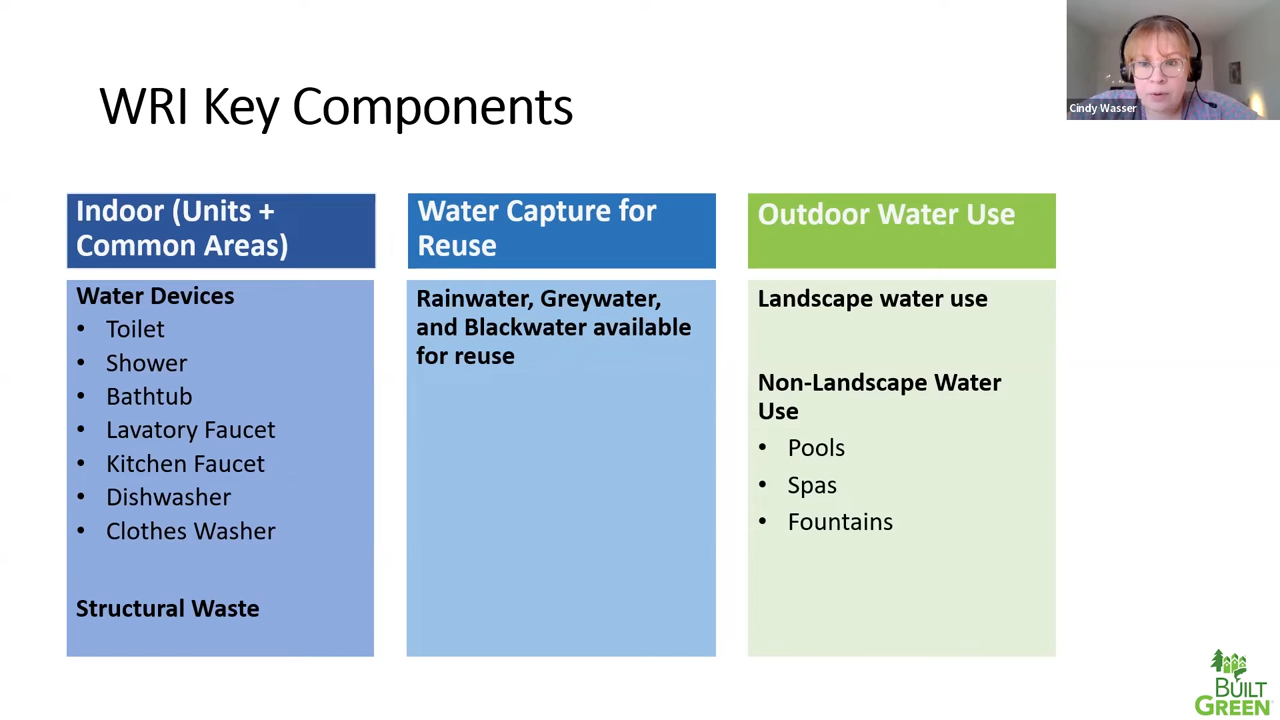 WRI Key Components
Cindy Wasser
Indoor (Units +
Common Areas)
Water Devices
• Toilet
• Shower
• Bathtub
• Lavatory Faucet
• Kitchen Faucet
• Dishwasher
• Clothes Washer
Structural Waste
Water Capture for
Reuse
Rainwater, Greywater,
and Blackwater available
for reuse
Outdoor Water Use
Landscape water use
Non-Landscape Water
Use
• Pools
• Spas
• Fountains
BUILT
GREEN